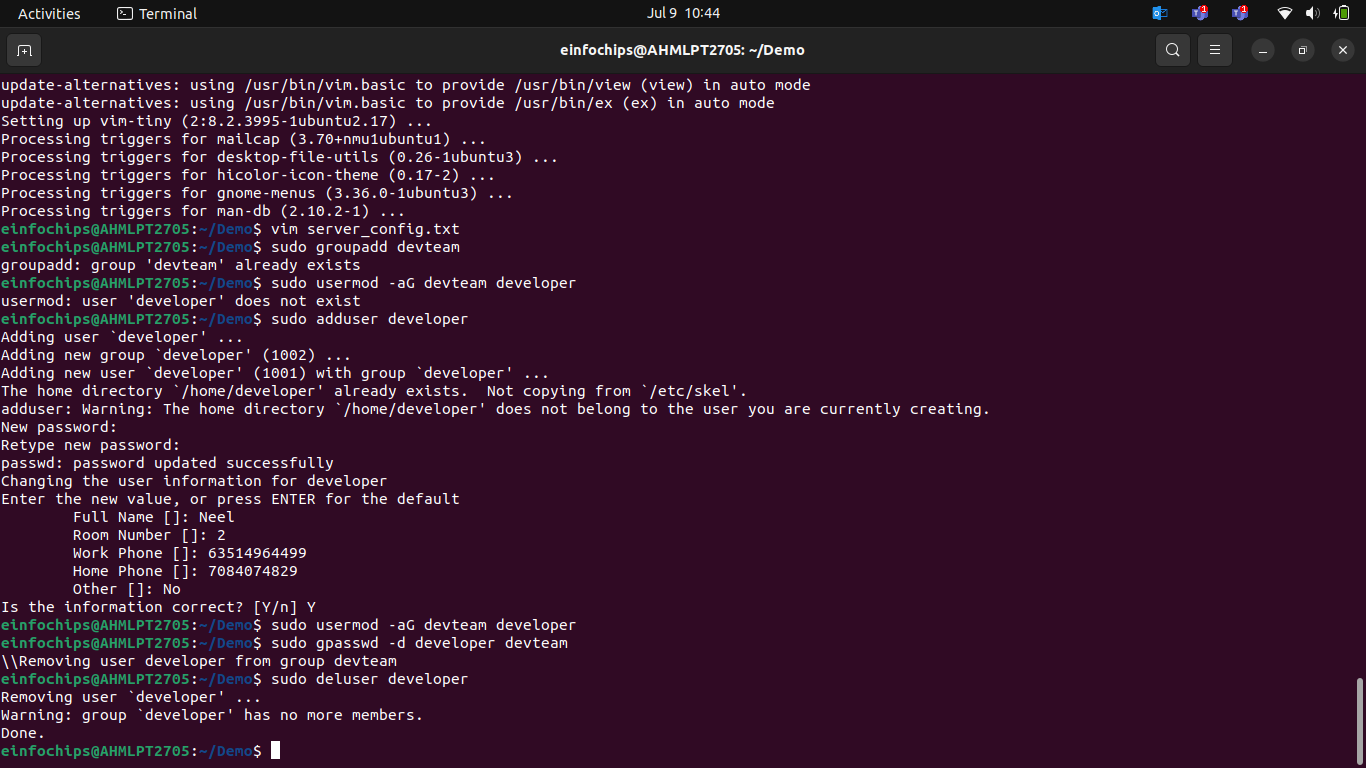 Activities Terminal Jul 9 10:44 1 1
einfochips@AHMLPT2705: ~/Demo
update-alternatives: using /usr/bin/vim.basic to provide /usr/bin/view (view) in auto mode
update-alternatives: using /usr/bin/vim.basic to provide /usr/bin/ex (ex) in auto mode
Setting up vim-tiny (2:8.2.3995-1ubuntu2.17) ...
Processing triggers for mailcap (3.70+nmu1ubuntu1) ...
Processing triggers for desktop-file-utils (0.26-1ubuntu3) ...
Processing triggers for hicolor-icon-theme (0.17-2) ...
Processing triggers for gnome-menus (3.36.0-1ubuntu3) ...
Processing triggers for man-db (2.10.2-1) ...
einfochips@AHMLPT2705:~/Demo$ vim server_config.txt
einfochips@AHMLPT2705:~/Demo$ sudo groupadd devteam
groupadd: group 'devteam' already exists
einfochips@AHMLPT2705:~/Demo$ sudo usermod -aG devteam developer
usermod: user 'developer' does not exist
einfochips@AHMLPT2705:~/Demo$ sudo adduser developer
Adding user `developer' ...
Adding new group `developer' (1002) ...
Adding new user `developer' (1001) with group `developer' ...
The home directory `/home/developer' already exists.  Not copying from `/etc/skel'.
adduser: Warning: The home directory `/home/developer' does not belong to the user you are currently creating.
New password:
Retype new password:
passwd: password updated successfully
Changing the user information for developer
Enter the new value, or press ENTER for the default
Full Name []: Neel
Room Number []: 2
Work Phone []: 63514964499
Home Phone []: 7084074829
Other []: No
Is the information correct? [Y/n] Y
einfochips@AHMLPT2705:~/Demo$ sudo usermod -aG devteam developer
einfochips@AHMLPT2705:~/Demo$ sudo gpasswd -d developer devteam
\\Removing user developer from group devteam
einfochips@AHMLPT2705:~/Demo$ sudo deluser developer
Removing user `developer' ...
Warning: group `developer' has no more members.
Done.
einfochips@AHMLPT2705:~/Demo$